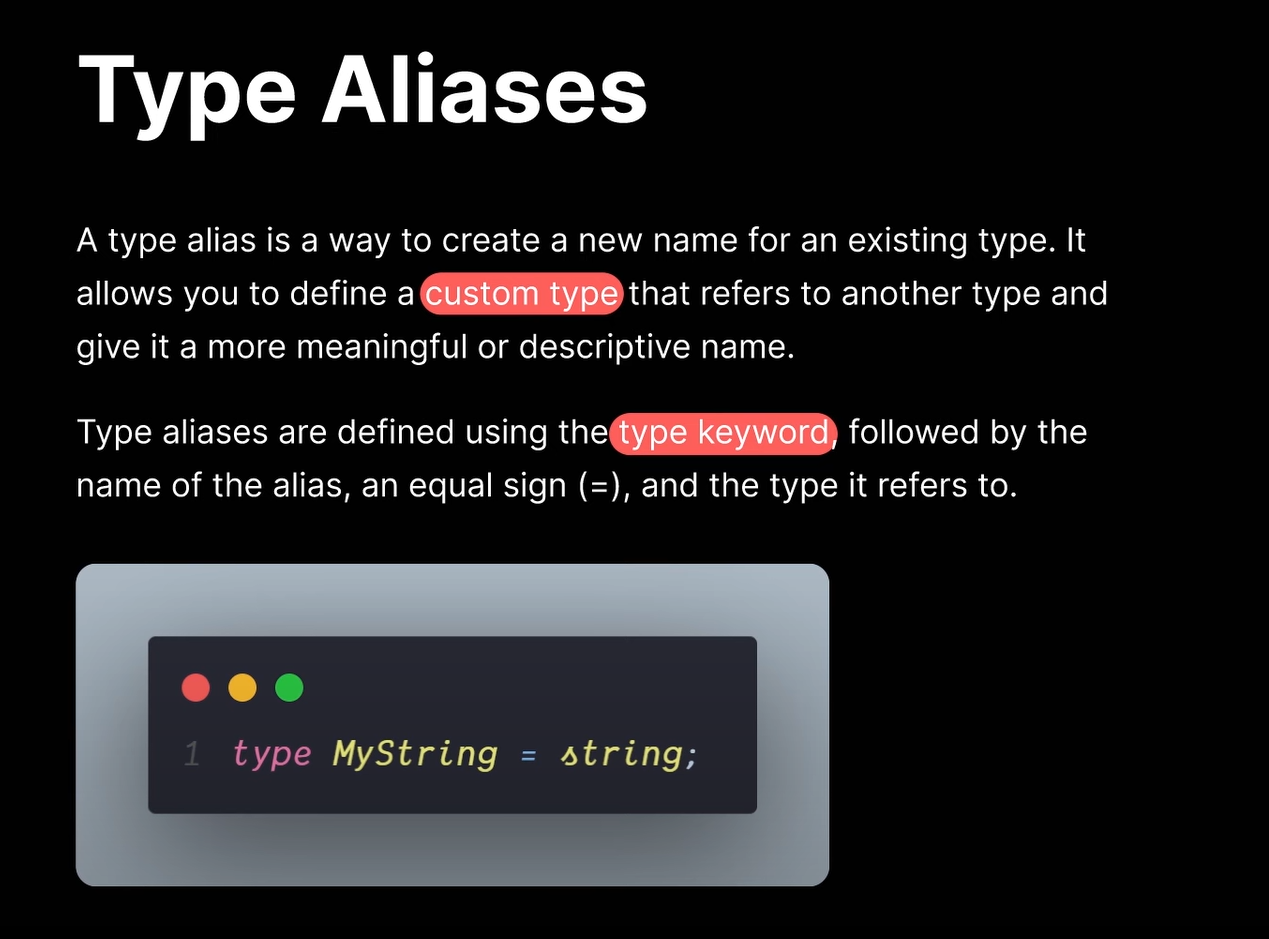 Type Aliases
A type alias is a way to create a new name for an existing type. It
allows you to define a custom type that refers to another type and
give it a more meaningful or descriptive name.
Type aliases are defined using the type keyword, followed by the
name of the alias, an equal sign (=), and the type it refers to.
1 type MyString = string;